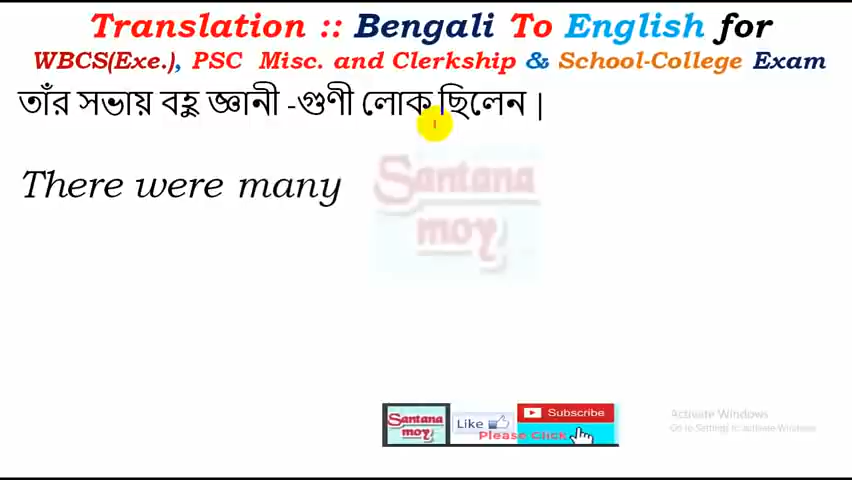 Translation :: Bengali To English for
WBCS(Exe.), PSC Misc. and Clerkship & School-College Exam
তাঁর সভায় বহু জ্ঞানী -গুণী লোক ছিলেন |
There were many
Santana
moy
Santana
moy
Like
Subscribe
Please Click
Activate Windows
Go to Settings to activate Windows.